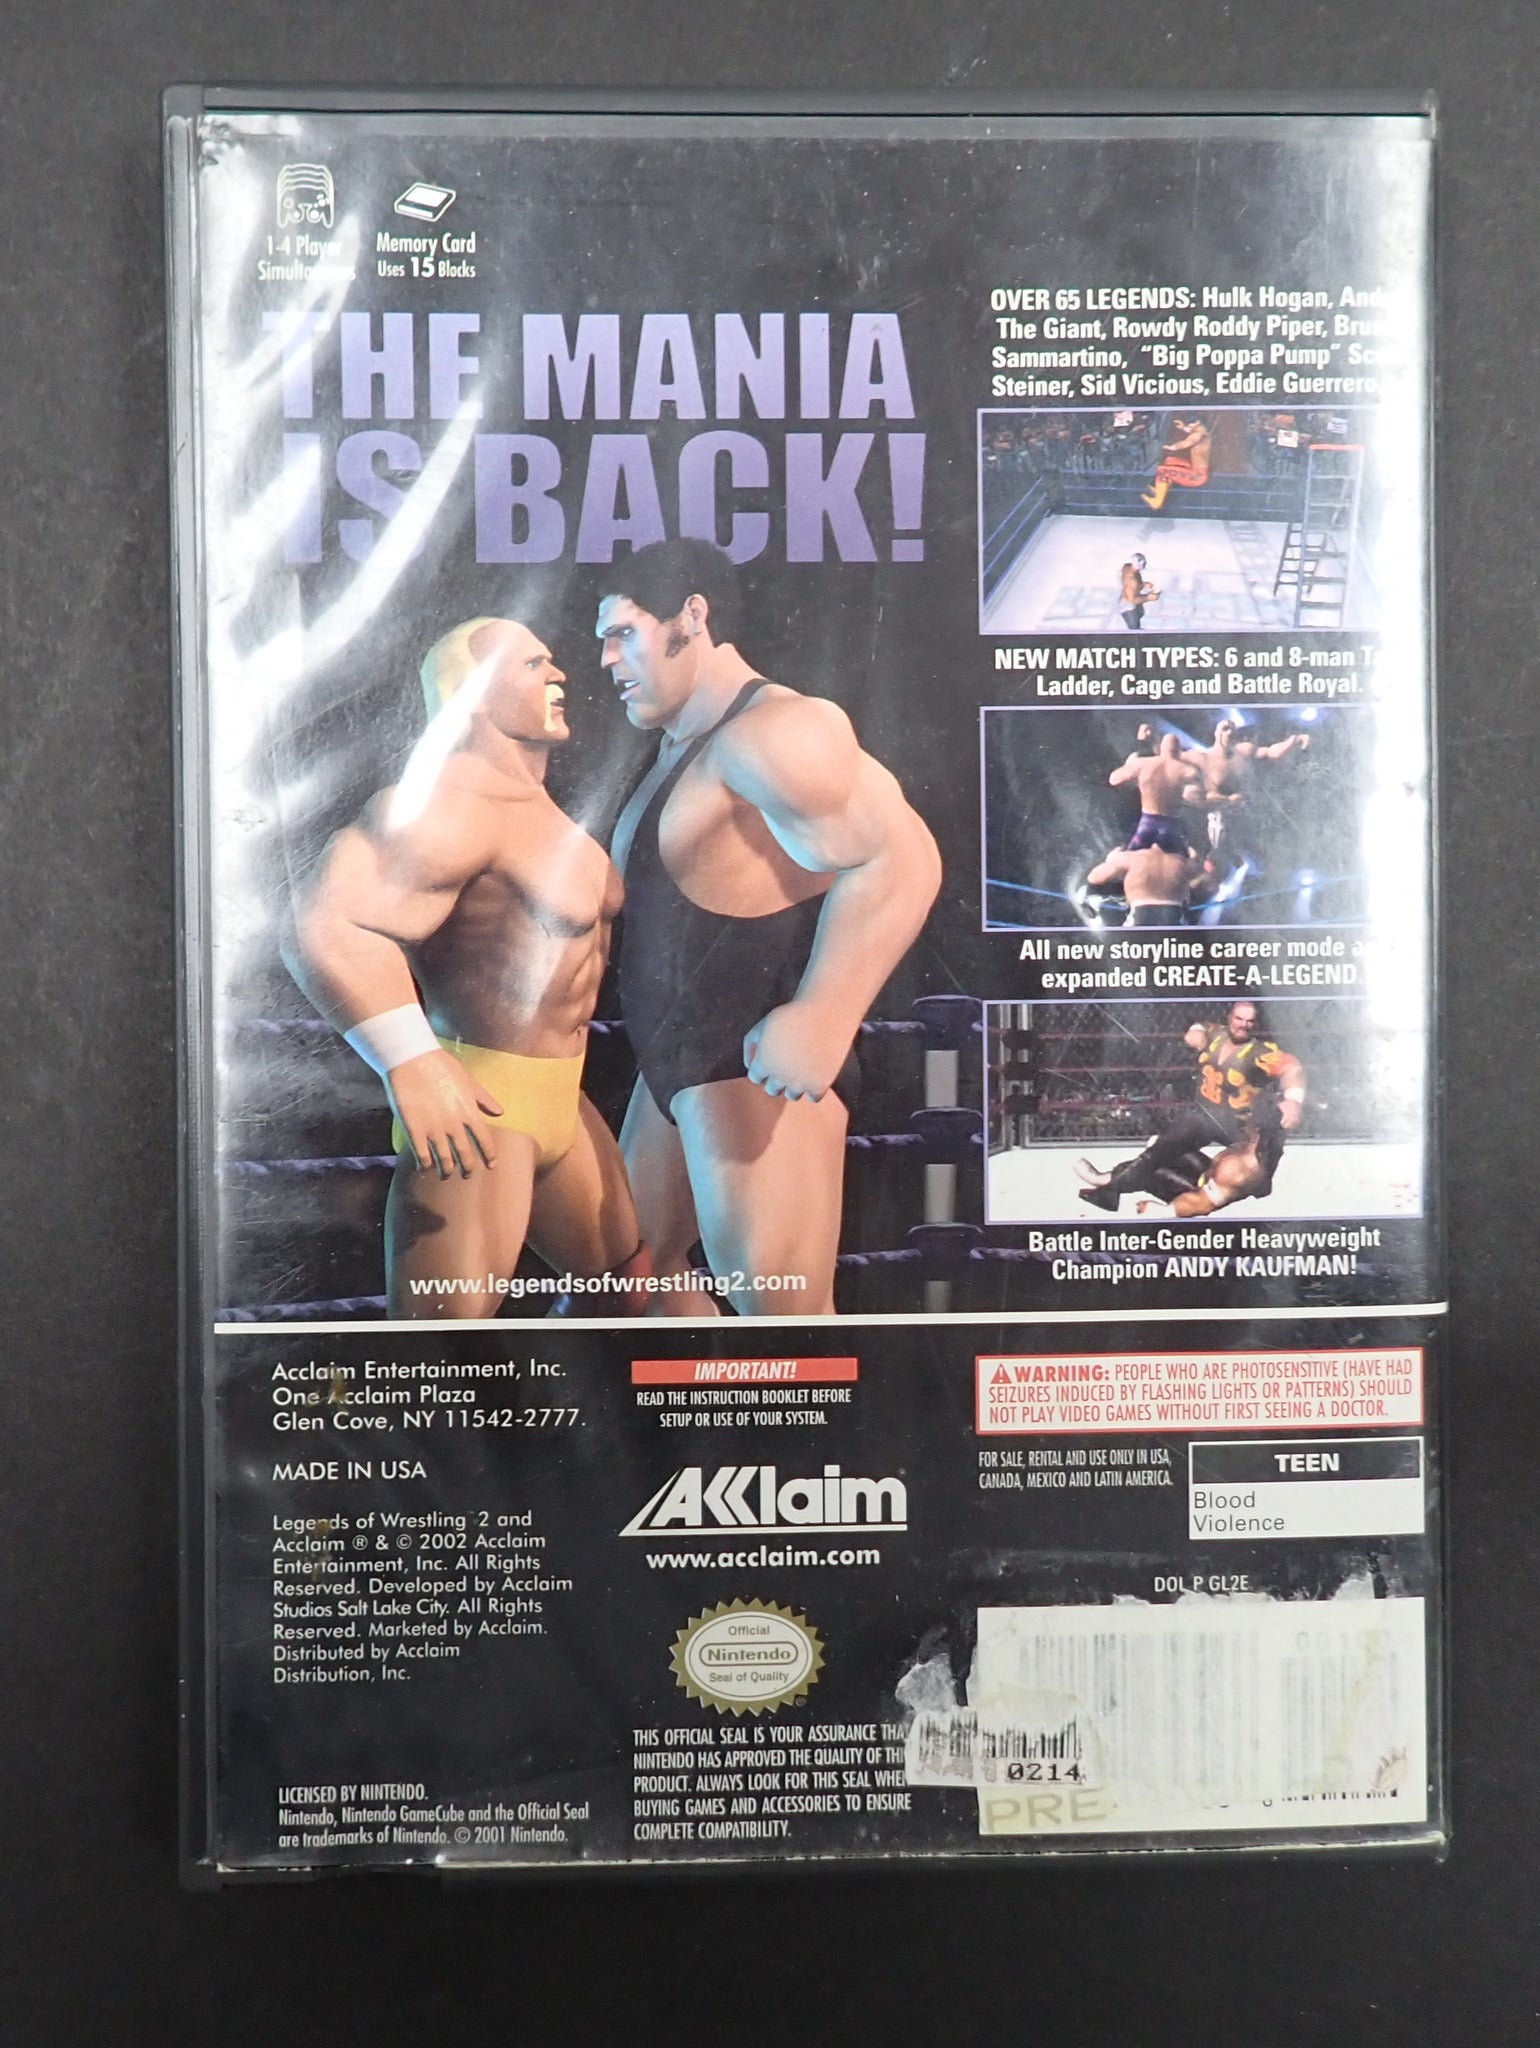 1-4 Player
Memory Card
Uses 15 Blocks
THE MANIA
IS BACK!
OVER 65 LEGENDS: Hulk Hogan,
The Giant, Rowdy Roddy Piper,
Sammartino, "Big Poppa Pump"
Steiner, Sid Vicious, Eddie Guerrero
NEW MATCH TYPES: 6 and 8-man
Ladder, Cage and Battle Royal.
All new storyline career mode
expanded CREATE-A-LEGEND.
Battle Inter-Gender Heavyweight
Champion ANDY KAUFMAN!
www.legendsofwrestling2.com
Acclaim Entertainment, Inc.
One Acclaim Plaza
Glen Cove, NY 11542-2777.
MADE IN USA
Legends of Wrestling™ 2 and
Acclaim ® & © 2002 Acclaim
Entertainment, Inc. All Rights
Reserved. Developed by Acclaim
Studios Salt Lake City. All Rights
Reserved. Marketed by Acclaim.
Distributed by Acclaim
Distribution, Inc.
LICENSED BY NINTENDO.
Nintendo, Nintendo GameCube and the Official Seal
are trademarks of Nintendo. © 2001 Nintendo.
IMPORTANT!
READ THE INSTRUCTION BOOKLET BEFORE
SETUP OR USE OF YOUR SYSTEM.
AKKlaim
www.acclaim.com
Official
Nintendo
Seal of Quality
THIS OFFICIAL SEAL IS YOUR ASSURANCE
NINTENDO HAS APPROVED THE QUALITY OF
PRODUCT. ALWAYS LOOK FOR THIS SEAL
BUYING GAMES AND ACCESSORIES TO ENSURE
COMPLETE COMPATIBILITY.
WARNING: PEOPLE WHO ARE PHOTOSENSITIVE (HAVE HAD
SEIZURES INDUCED BY FLASHING LIGHTS OR PATTERNS) SHOULD
NOT PLAY VIDEO GAMES WITHOUT FIRST SEEING A DOCTOR.
FOR SALE, RENTAL AND USE ONLY IN USA,
CANADA, MEXICO AND LATIN AMERICA.
TEEN
Blood
Violence
DOL P GL2E
0214
PRE